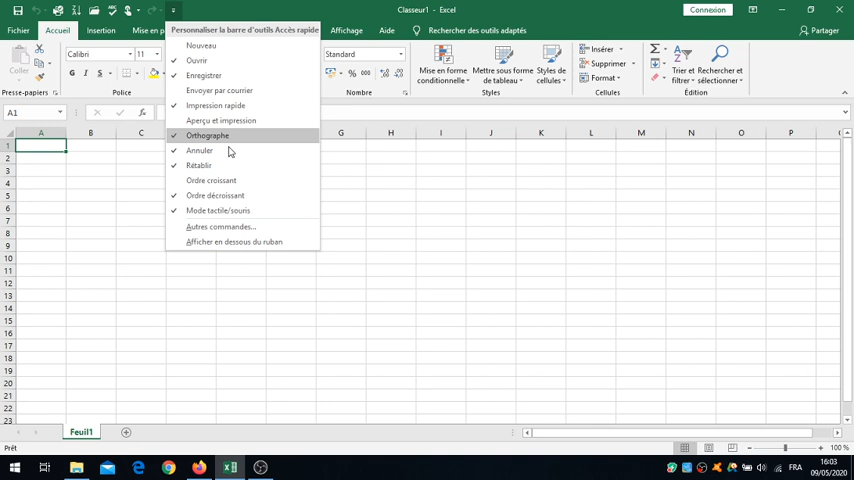 Classeur1 - Excel
Connexion
Fichier
Accueil
Insertion
Mise en p
Affichage
Aide
Rechercher des outils adaptés
Partager
Personnaliser la barre d'outils Accès rapide
Nouveau
Ouvrir
Enregistrer
Envoyer par courrier
Impression rapide
Aperçu et impression
Orthographe
Annuler
Rétablir
Ordre croissant
Ordre décroissant
Mode tactile/souris
Autres commandes...
Afficher en dessous du ruban
Coller
Presse-papiers
Calibri
11
G I S
Police
Standard
% 000
Nombre
Mise en forme conditionnelle
Mettre sous forme de tableau
Styles de cellules
Styles
Insérer
Supprimer
Format
Cellules
Trier et filtrer
Rechercher et sélectionner
Édition
A1
A B C G H I J K L M N O P
1
2
3
4
5
6
7
8
9
10
11
12
13
14
15
16
17
18
19
20
21
22
23
Feuil1
Prêt
100 %
FRA
16:03
09/05/2020